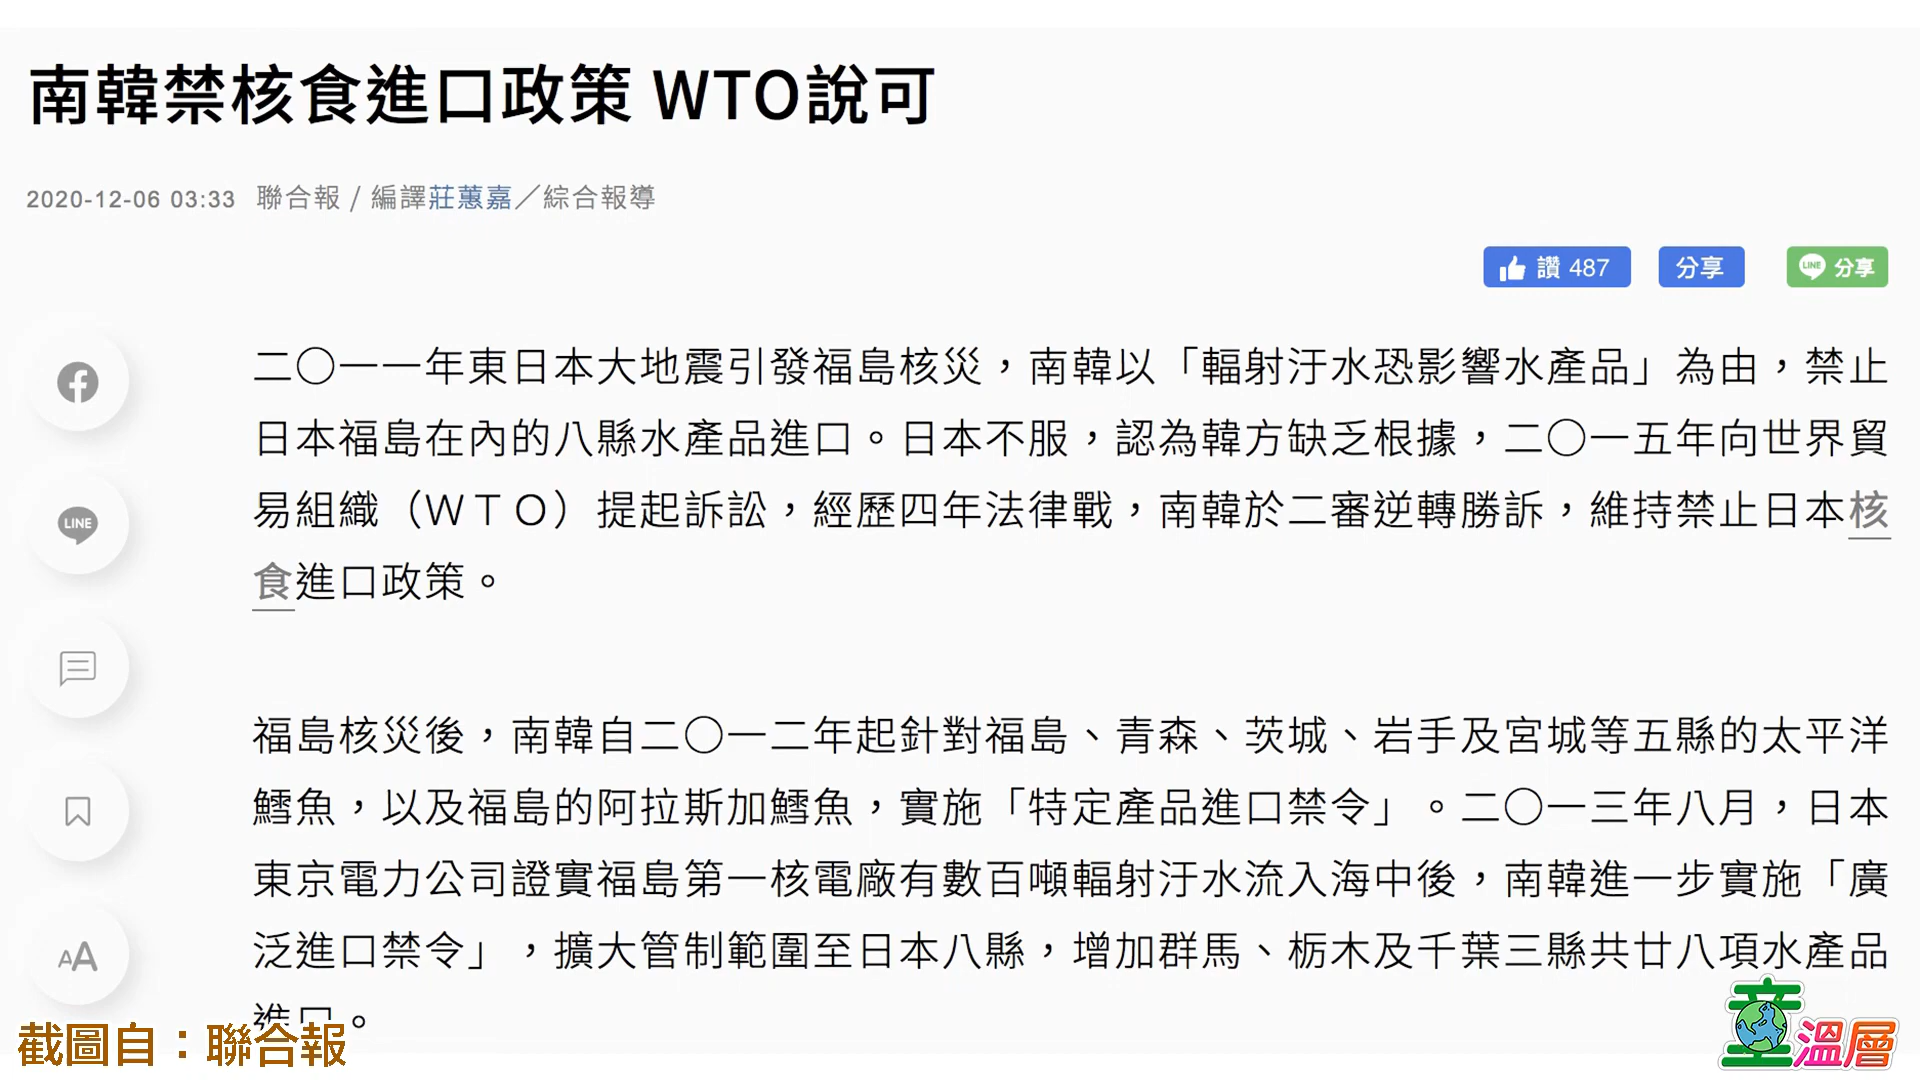 南韓禁核食進口政策 WTO說可
2020-12-06 03:33 聯合報 / 編譯莊蕙嘉／綜合報導
讚 487 分享 LINE 分享
二〇一一年東日本大地震引發福島核災，南韓以「輻射汙水恐影響水產品」為由，禁止
日本福島在內的八縣水產品進口。日本不服，認為韓方缺乏根據，二〇一五年向世界貿
易組織（ＷＴＯ）提起訴訟，經歷四年法律戰，南韓於二審逆轉勝訴，維持禁止日本核
食進口政策。
福島核災後，南韓自二〇一二年起針對福島、青森、茨城、岩手及宮城等五縣的太平洋
鱈魚，以及福島的阿拉斯加鱈魚，實施「特定產品進口禁令」。二〇一三年八月，日本
東京電力公司證實福島第一核電廠有數百噸輻射汙水流入海中後，南韓進一步實施「廣
泛進口禁令」，擴大管制範圍至日本八縣，增加群馬、栃木及千葉三縣共廿八項水產品
進口。
LINE
AA
截圖自：聯合報
童溫層